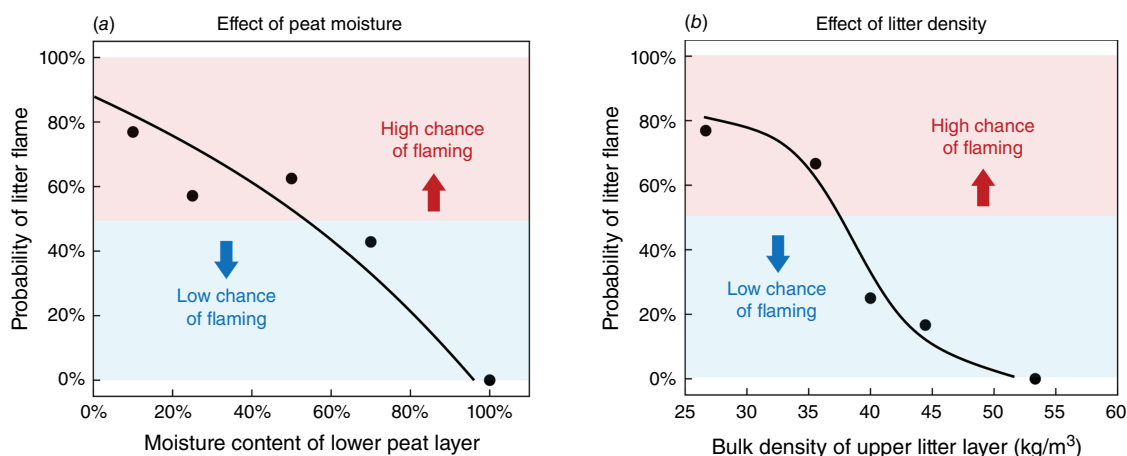 (a)
Effect of peat moisture
100%
80%
60%
40%
20%
0%
Probability of litter flame
High chance
of flaming
Low chance
of flaming
0%
20%
40%
60%
80%
100%
Moisture content of lower peat layer
(b)
Effect of litter density
100%
80%
60%
40%
20%
0%
Probability of litter flame
High chance
of flaming
Low chance
of flaming
25
30
35
40
45
50
55
60
Bulk density of upper litter layer (kg/m³)